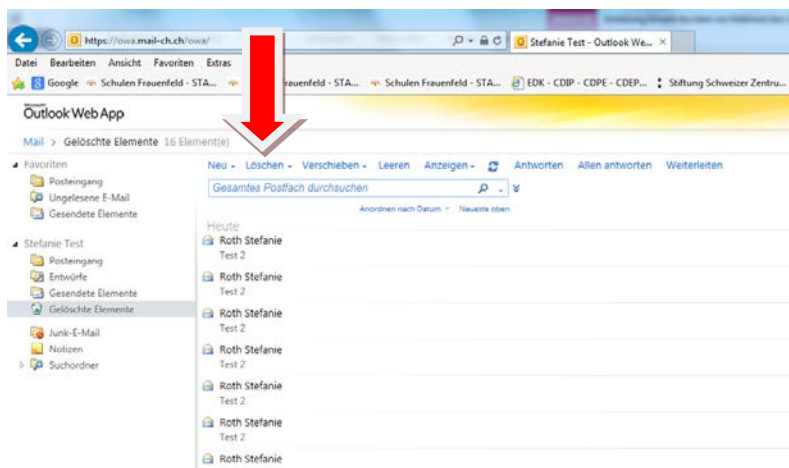 https://owa.mail-ch.ch/owa/
Stefanie Test - Outlook We...
Datei Bearbeiten Ansicht Favoriten Extras
Google Schulen Frauenfeld - STA... rauenfeld - STA... Schulen Frauenfeld - STA... EDK - CDIP - CDPE - CDEP... Stiftung Schweizer Zentru...
Microsoft
Outlook Web App
Mail > Gelöschte Elemente 16 Element(e)
Favoriten
Posteingang
Ungelesene E-Mail
Gesendete Elemente
Stefanie Test
Posteingang
Entwürfe
Gesendete Elemente
Gelöschte Elemente
Junk-E-Mail
Notizen
Suchordner
Neu Löschen Verschieben Leeren Anzeigen Antworten Allen antworten Weiterleiten
Gesamtes Postfach durchsuchen
Anordnen nach Datum Neueste oben
Heute
Roth Stefanie
Test 2
Roth Stefanie
Test 2
Roth Stefanie
Test 2
Roth Stefanie
Test 2
Roth Stefanie
Test 2
Roth Stefanie
Test 2
Roth Stefanie